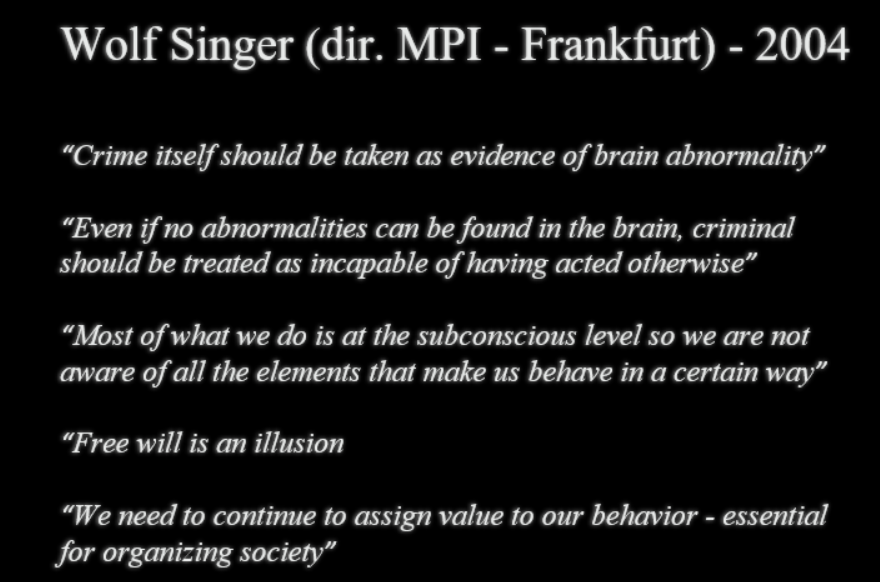 Wolf Singer (dir. MPI - Frankfurt) - 2004
“Crime itself should be taken as evidence of brain abnormality”
“Even if no abnormalities can be found in the brain, criminal
should be treated as incapable of having acted otherwise”
“Most of what we do is at the subconscious level so we are not
aware of all the elements that make us behave in a certain way”
“Free will is an illusion
“We need to continue to assign value to our behavior - essential
for organizing society”